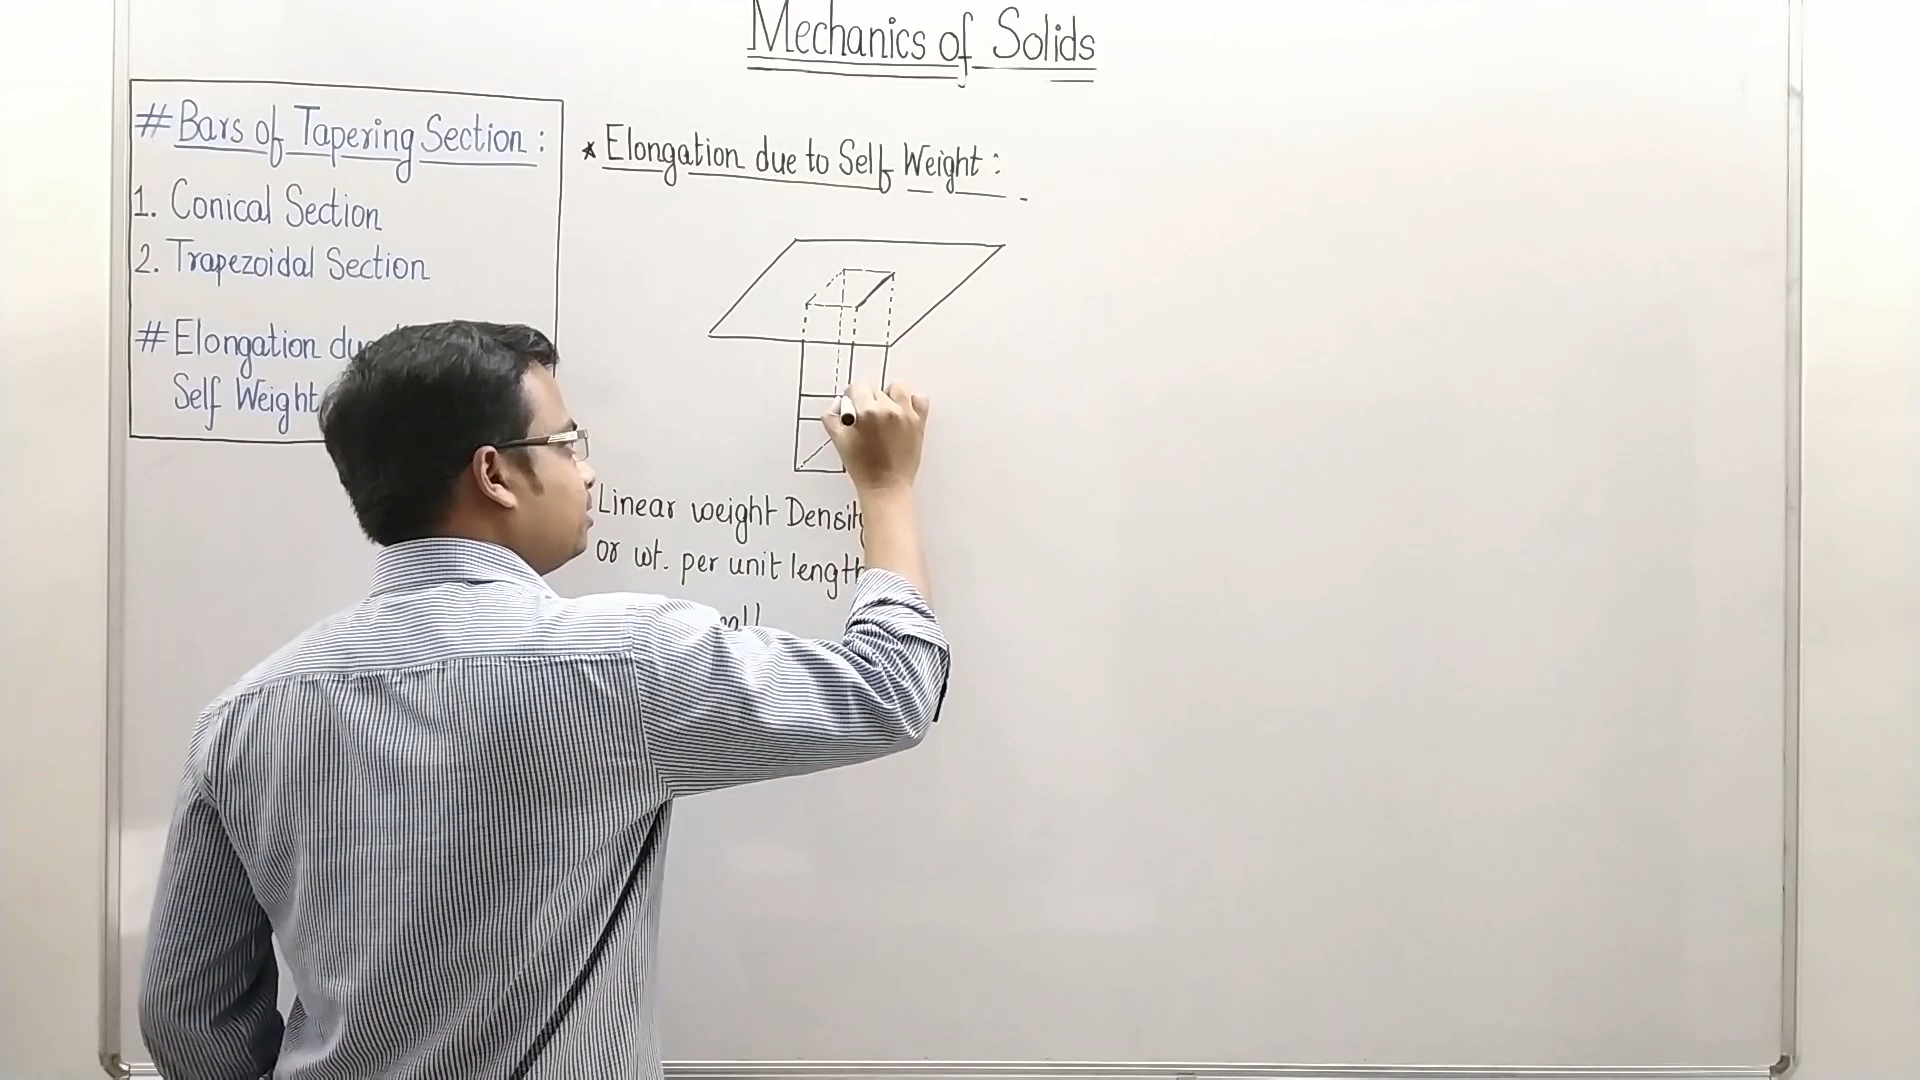 Mechanics of Solids
# Bars of Tapering Section :
1. Conical Section
2. Trapezoidal Section
# Elongation due
Self Weight
* Elongation due to Self Weight :
Linear weight Density
or wt. per unit length